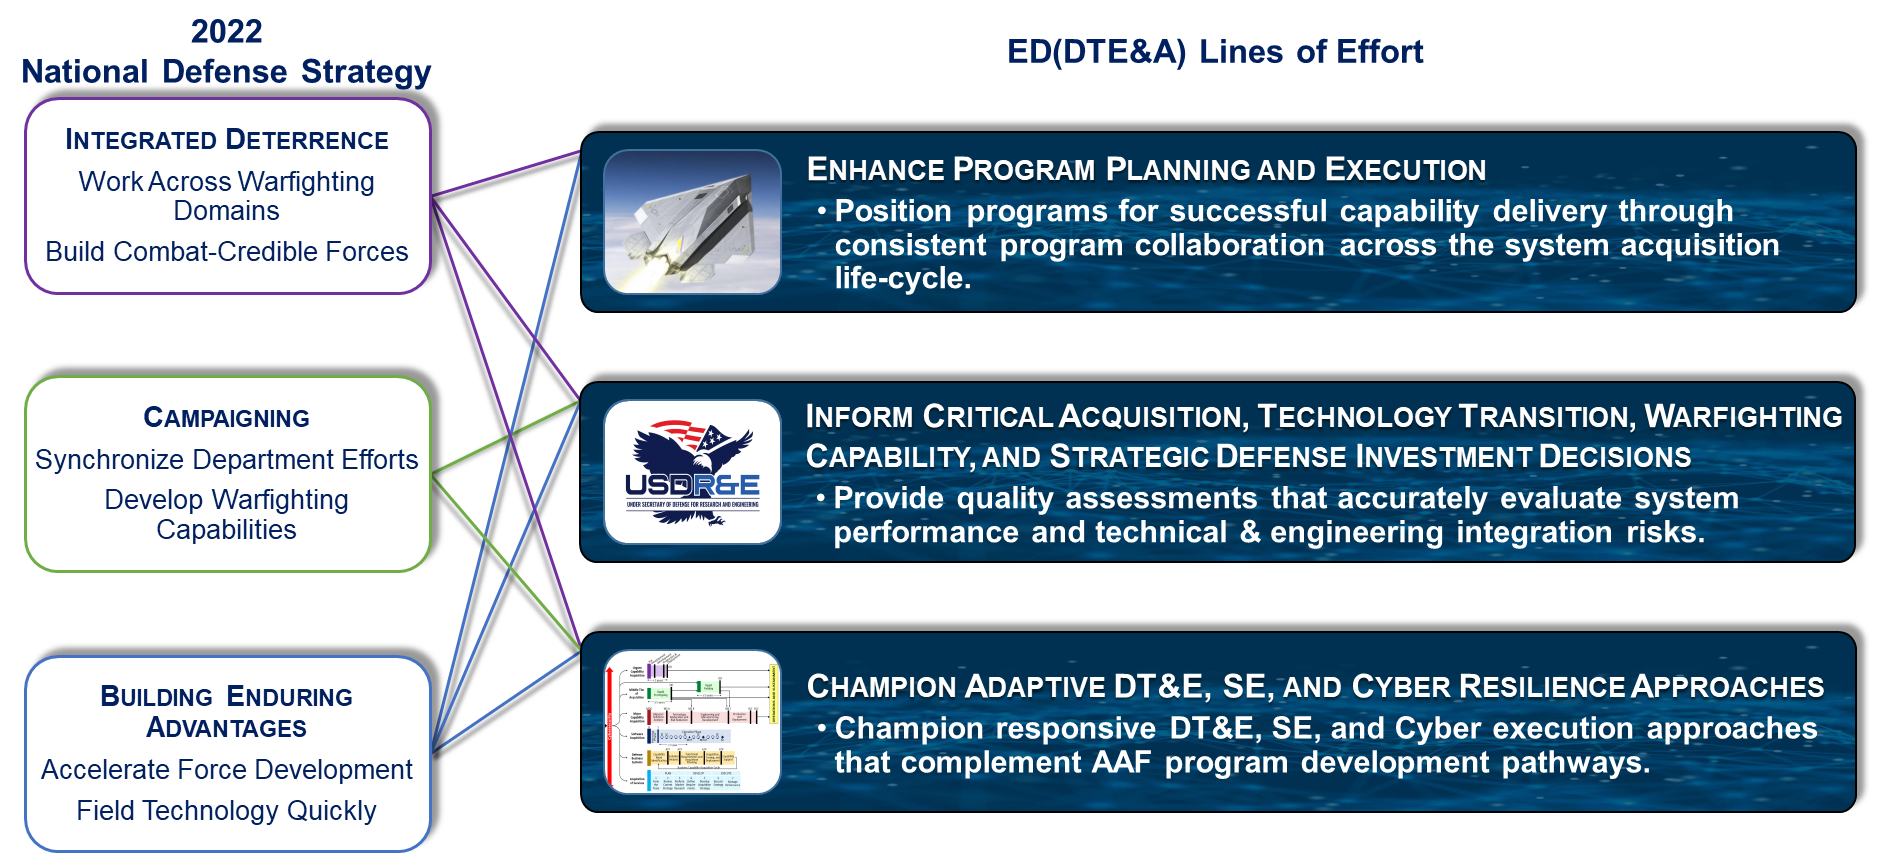 2022
National Defense Strategy
ED(DTE&A) Lines of Effort
INTEGRATED DETERRENCE
Work Across Warfighting
Domains
Build Combat-Credible Forces
CAMPAIGNING
Synchronize Department Efforts
Develop Warfighting
Capabilities
BUILDING ENDURING
ADVANTAGES
Accelerate Force Development
Field Technology Quickly
ENHANCE PROGRAM PLANNING AND EXECUTION
• Position programs for successful capability delivery through
consistent program collaboration across the system acquisition
life-cycle.
USDR&E
UNDER SECRETARY OF DEFENSE FOR RESEARCH AND ENGINEERING
INFORM CRITICAL ACQUISITION, TECHNOLOGY TRANSITION, WARFIGHTING
CAPABILITY, AND STRATEGIC DEFENSE INVESTMENT DECISIONS
• Provide quality assessments that accurately evaluate system
performance and technical & engineering integration risks.
CHAMPION ADAPTIVE DT&E, SE, AND CYBER RESILIENCE APPROACHES
• Champion responsive DT&E, SE, and Cyber execution approaches
that complement AAF program development pathways.